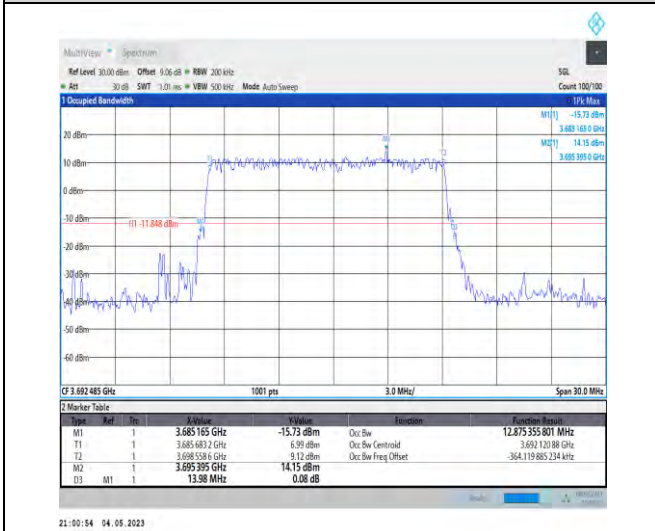 MultiView Spectrum
Ref Level 30.00 dBm Offset 9.06 dB RBW 200 kHz SGL
Att 30 dB SWT 1.01 ms VBW 500 kHz Mode Auto Sweep Count 100/100
1 Occupied Bandwidth 1Pk Max
M1[1] -15.73 dBm
3.685 165 0 GHz
M2[1] 14.15 dBm
3.695 395 0 GHz
20 dBm
10 dBm
0 dBm
-10 dBm
H1 -11.848 dBm
-20 dBm
-30 dBm
-40 dBm
-50 dBm
-60 dBm
M1
M2
T1
T2
D3
CF 3.692 485 GHz 1001 pts 3.0 MHz/ Span 30.0 MHz
2 Marker Table
Type Ref Trc X-Value Y-Value Function Function Result
M1 1 3.685 165 GHz -15.73 dBm Occ Bw 12.875 355 801 MHz
T1 1 3.685 683 2 GHz 6.99 dBm Occ Bw Centroid 3.692 120 88 GHz
T2 1 3.698 558 6 GHz 9.12 dBm Occ Bw Freq Offset -364.119 885 234 kHz
M2 1 3.695 395 GHz 14.15 dBm
D3 M1 1 13.98 MHz 0.08 dB
21:00:54 04.05.2023